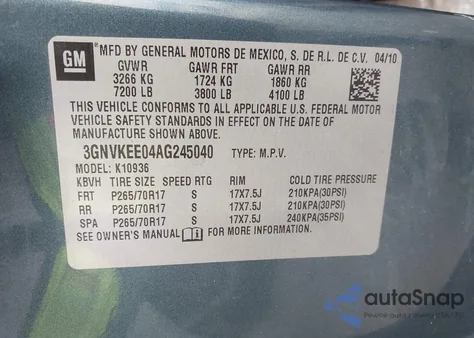 GM
MFD BY GENERAL MOTORS DE MEXICO, S. DE R.L. DE C.V. 04/10
GVWR GAWR FRT GAWR RR
3266 KG 1724 KG 1860 KG
7200 LB 3800 LB 4100 LB
THIS VEHICLE CONFORMS TO ALL APPLICABLE U.S. FEDERAL MOTOR
VEHICLE SAFETY STANDARDS IN EFFECT ON THE DATE OF
MANUFACTURE SHOWN ABOVE.
3GNVKEE04AG245040 TYPE: M.P.V.
MODEL: K10936
KBVH TIRE SIZE SPEED RTG RIM COLD TIRE PRESSURE
FRT P265/70R17 S 17X7.5J 210KPA(30PSI)
RR P265/70R17 S 17X7.5J 210KPA(30PSI)
SPA P265/70R17 S 17X7.5J 240KPA(35PSI)
SEE OWNER'S MANUAL FOR MORE INFORMATION.
autoSnap